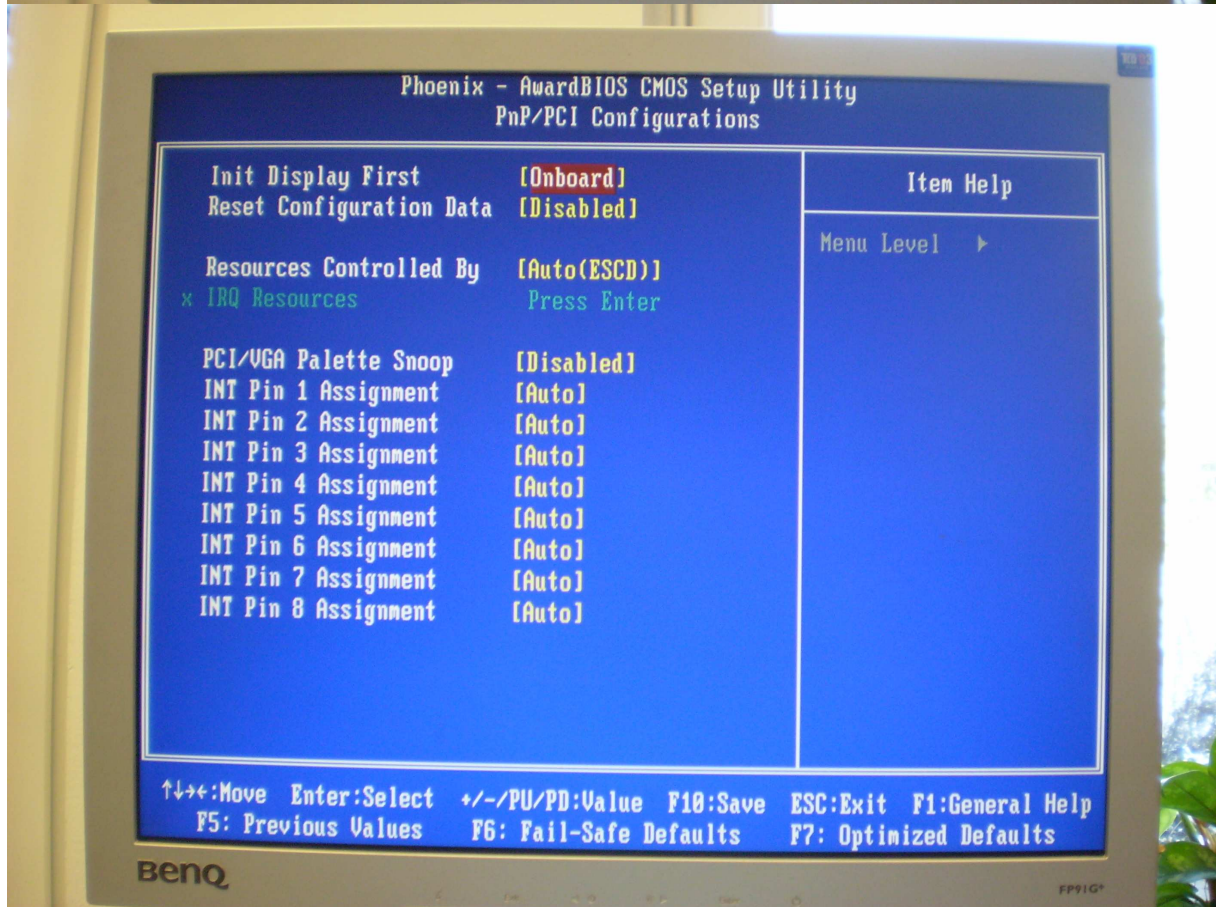 Phoenix - AwardBIOS CMOS Setup Utility
PnP/PCI Configurations
Init Display First [Onboard]
Reset Configuration Data [Disabled]
Resources Controlled By [Auto(ESCD)]
x IRQ Resources Press Enter
PCI/VGA Palette Snoop [Disabled]
INT Pin 1 Assignment [Auto]
INT Pin 2 Assignment [Auto]
INT Pin 3 Assignment [Auto]
INT Pin 4 Assignment [Auto]
INT Pin 5 Assignment [Auto]
INT Pin 6 Assignment [Auto]
INT Pin 7 Assignment [Auto]
INT Pin 8 Assignment [Auto]
Item Help
Menu Level ▸
↑↓→←:Move Enter:Select +/-/PU/PD:Value F10:Save ESC:Exit F1:General Help
F5: Previous Values F6: Fail-Safe Defaults F7: Optimized Defaults
BenQ
FP91G+